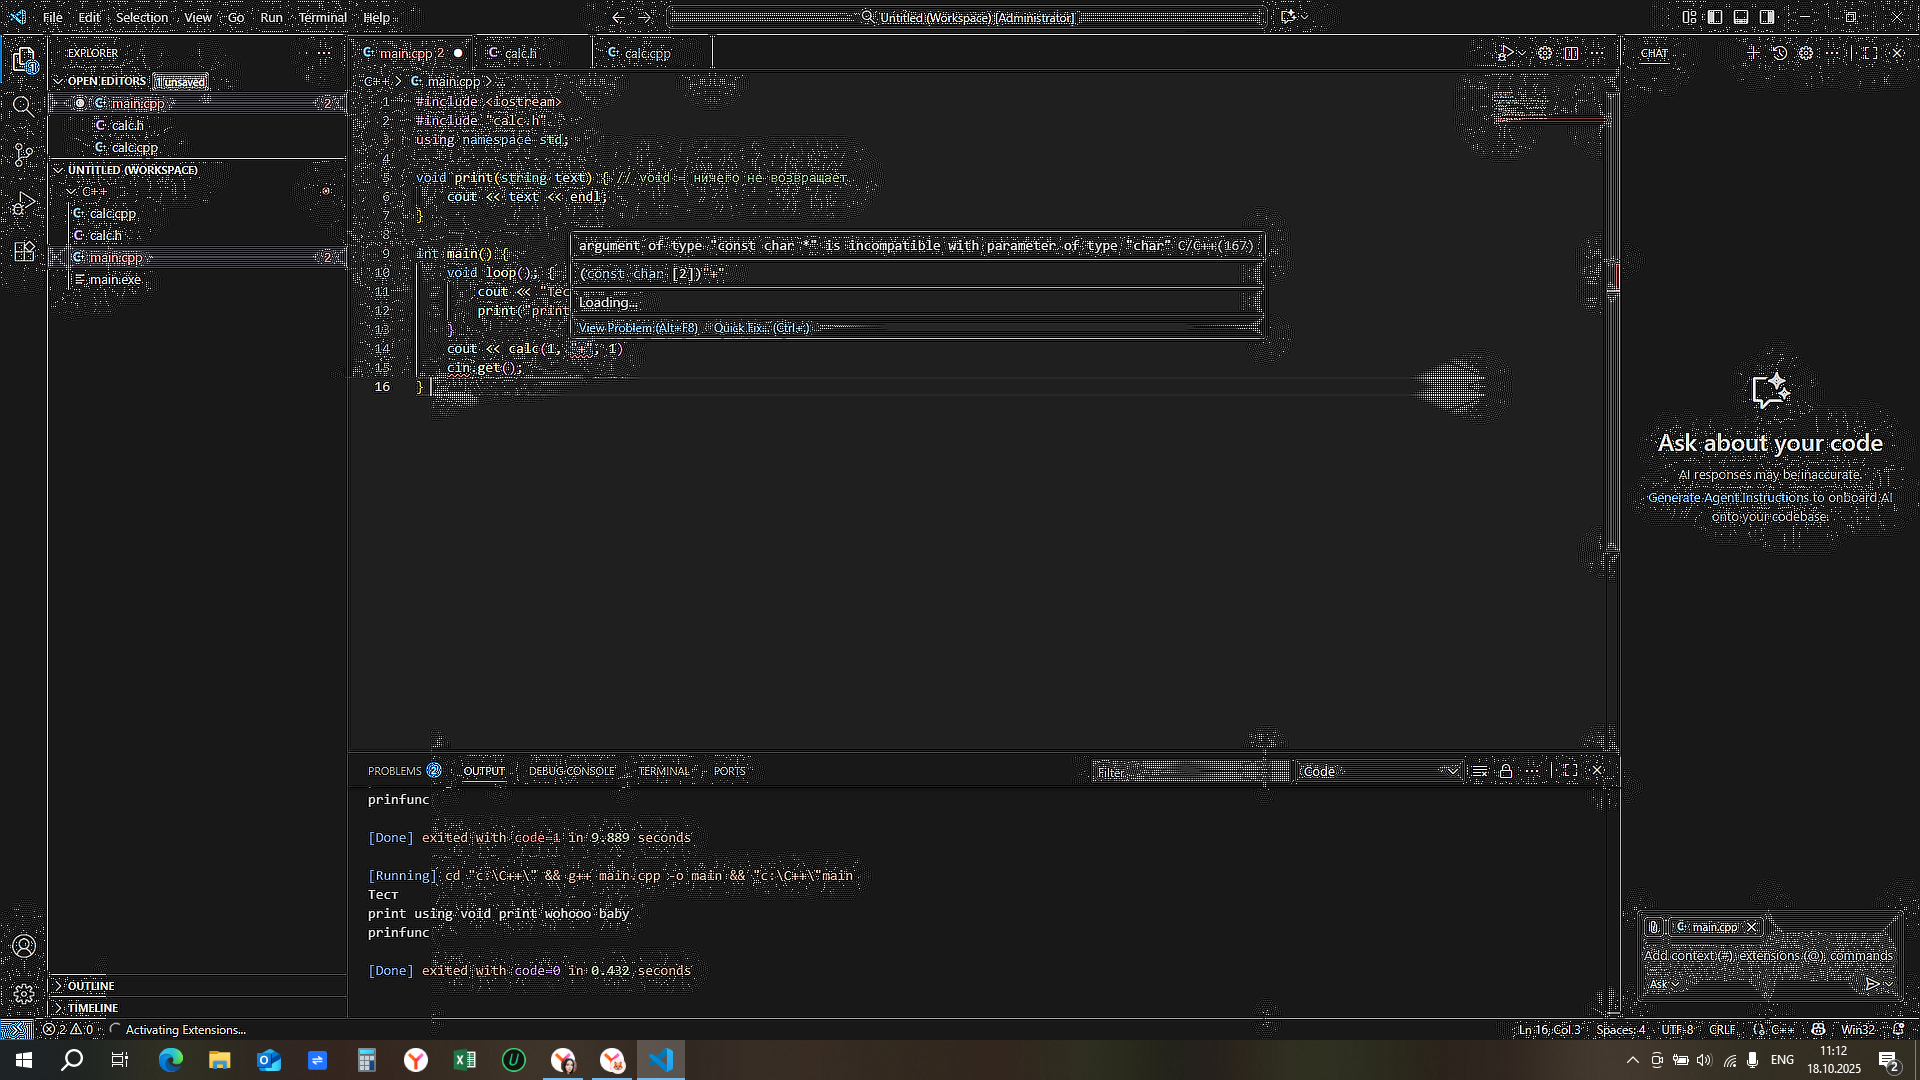 File Edit Selection View Go Run Terminal Help
Untitled (Workspace) [Administrator]
EXPLORER
OPEN EDITORS 1 unsaved
main.cpp 2
calc.h
calc.cpp
UNTITLED (WORKSPACE)
C++
calc.cpp
calc.h
main.cpp 2
main.exe
OUTLINE
TIMELINE
main.cpp 2
calc.h
calc.cpp
C++ > main.cpp > ...
1 #include <iostream>
2 #include "calc.h"
3 using namespace std;
4
5 void print(string text) { // void - ничего не возвращает
6 cout << text << endl;
7 }
8
9 int main() {
10 void loop(); {
11 cout << "Тес
12 print("print
13 }
14 cout << calc(1, "+", 1)
15 cin.get();
16 }
argument of type "const char *" is incompatible with parameter of type "char" C/C++(167)
(const char [2])"+"
Loading...
View Problem (Alt+F8) Quick Fix... (Ctrl+.)
PROBLEMS 2 OUTPUT DEBUG CONSOLE TERMINAL PORTS
Filter
Code
prinfunc
[Done] exited with code=1 in 9.889 seconds
[Running] cd "c:\C++\" && g++ main.cpp -o main && "c:\C++\"main
Тест
print using void print wohooo baby
prinfunc
[Done] exited with code=0 in 0.432 seconds
CHAT
Ask about your code
AI responses may be inaccurate.
Generate Agent Instructions to onboard AI
onto your codebase.
main.cpp
Add context (#), extensions (@), commands
Ask
2 0 Activating Extensions...
Ln 16, Col 3 Spaces: 4 UTF-8 CRLF C++ Win32
ENG
11:12
18.10.2025
2